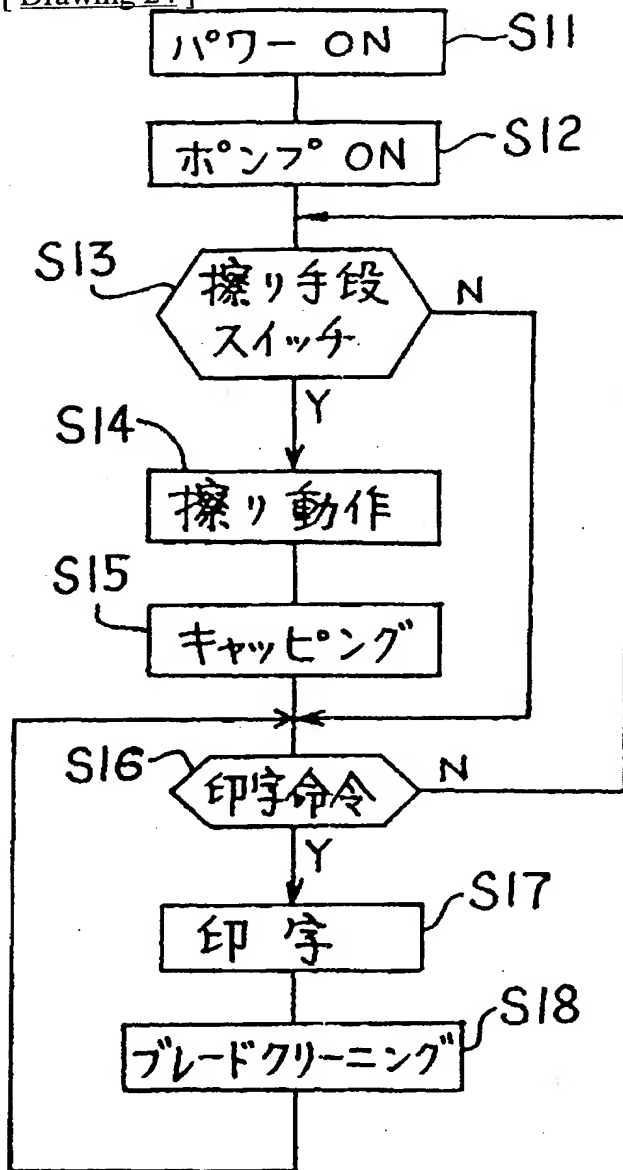 パワー ON
S11
ポンプ ON
S12
S13
擦り手段
スイッチ
N
Y
S14
擦り動作
S15
キャッピング
S16
印字命令
N
Y
印字
S17
ブレードクリーニング
S18